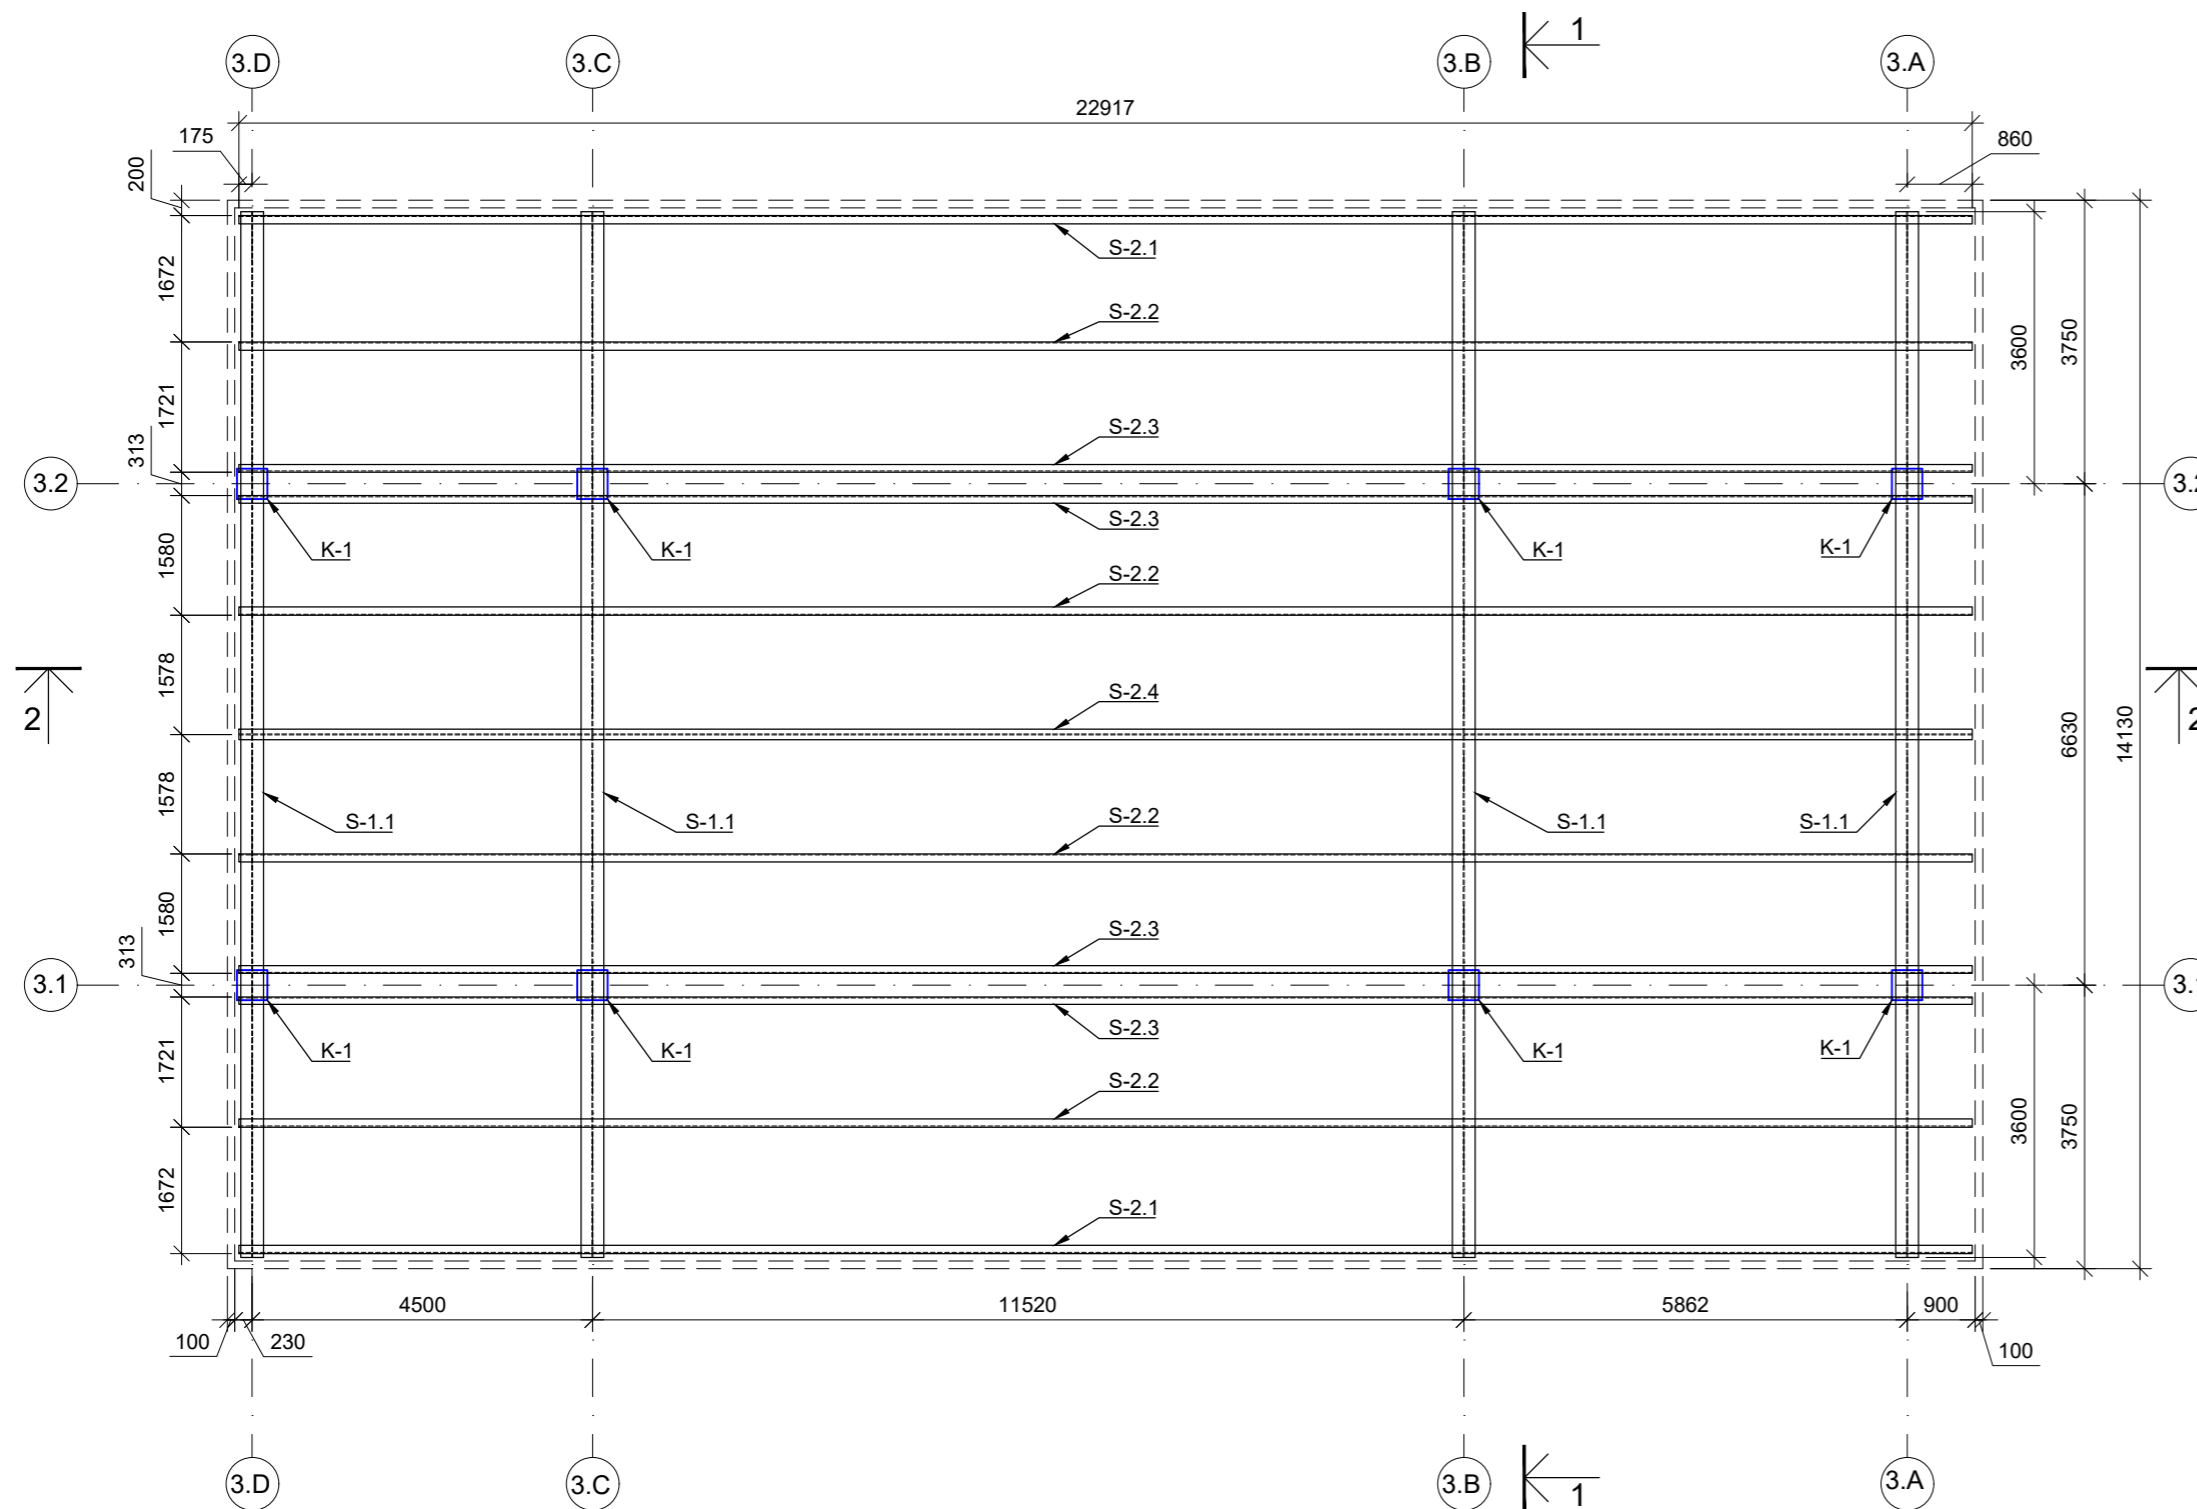 1
3.D
3.C
3.B
3.A
22917
175
860
200
S-2.1
1672
S-2.2
3600
3750
1721
S-2.3
313
3.2
S-2.3
K-1
K-1
K-1
K-1
1580
S-2.2
1578
S-2.4
2
6630
14130
1578
S-1.1
S-1.1
S-1.1
S-1.1
S-2.2
1580
S-2.3
313
3.1
S-2.3
K-1
K-1
K-1
K-1
1721
S-2.2
3600
3750
1672
S-2.1
4500
11520
5862
900
100
230
100
3.D
3.C
3.B
3.A
1